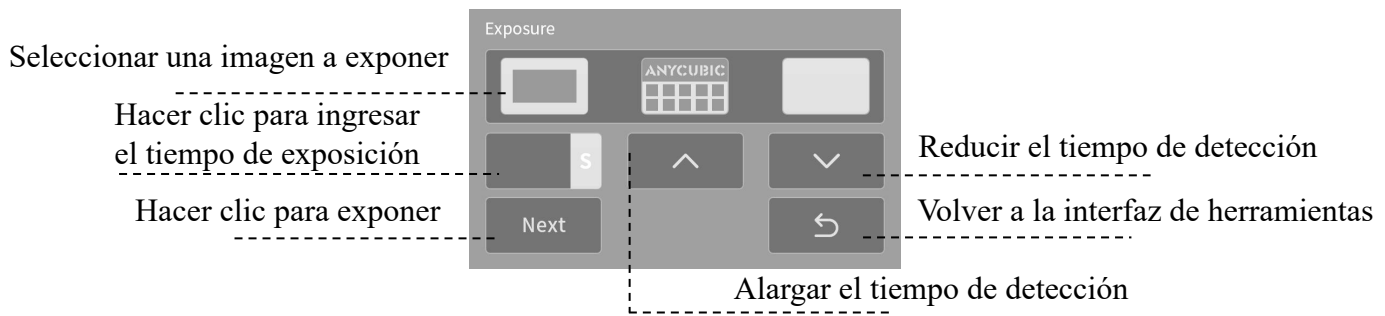 Exposure
Seleccionar una imagen a exponer
ANYCUBIC
Hacer clic para ingresar
el tiempo de exposición
S
Reducir el tiempo de detección
Hacer clic para exponer
Next
Volver a la interfaz de herramientas
Alargar el tiempo de detección